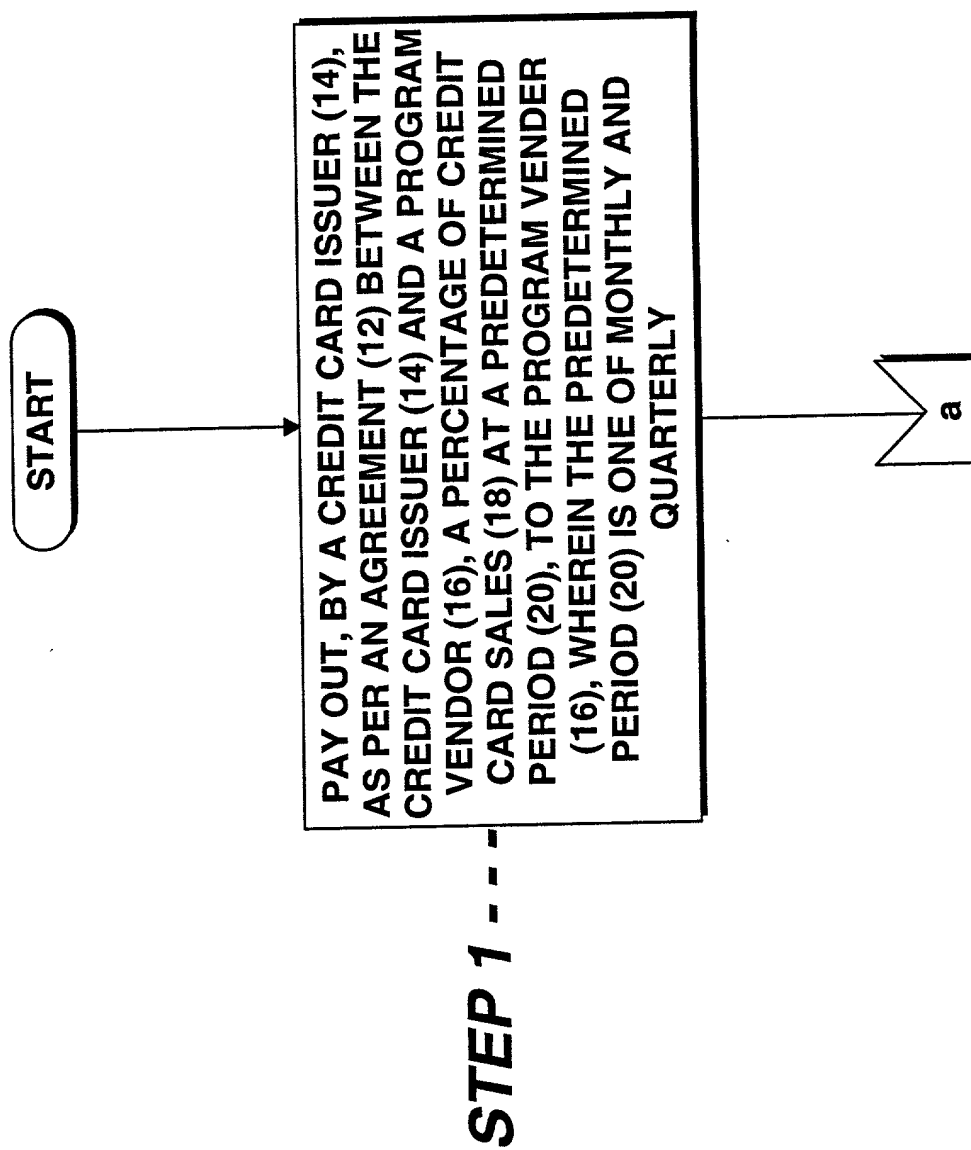 START
PAY OUT, BY A CREDIT CARD ISSUER (14),
AS PER AN AGREEMENT (12) BETWEEN THE
CREDIT CARD ISSUER (14) AND A PROGRAM
VENDOR (16), A PERCENTAGE OF CREDIT
CARD SALES (18) AT A PREDETERMINED
PERIOD (20), TO THE PROGRAM VENDER
(16), WHEREIN THE PREDETERMINED
PERIOD (20) IS ONE OF MONTHLY AND
QUARTERLY
STEP 1 - - -
a